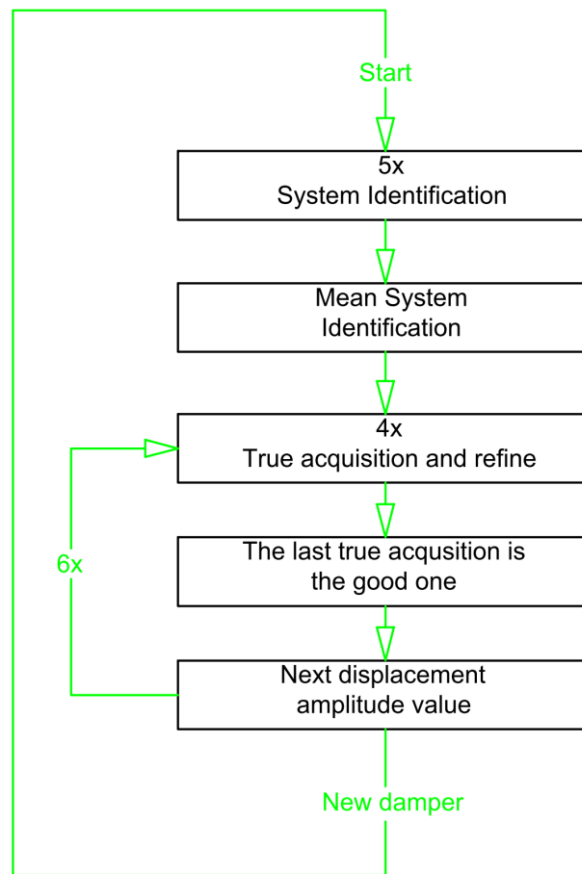 Start
5x
System Identification
Mean System
Identification
4x
True acquisition and refine
6x
The last true acqusition is
the good one
Next displacement
amplitude value
New damper